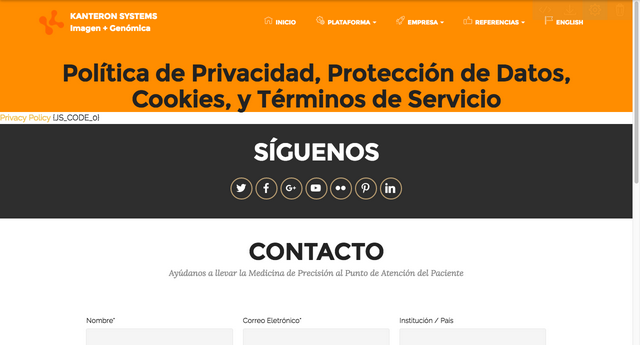 KANTERON SYSTEMS
Imagen + Genómica
INICIO
PLATAFORMA
EMPRESA
REFERENCIAS
ENGLISH
Política de Privacidad, Protección de Datos,
Cookies, y Términos de Servicio
Privacy Policy {JS_CODE_0}
SÍGUENOS
CONTACTO
Ayúdanos a llevar la Medicina de Precisión al Punto de Atención del Paciente
Nombre*
Correo Eletrónico*
Institución / País